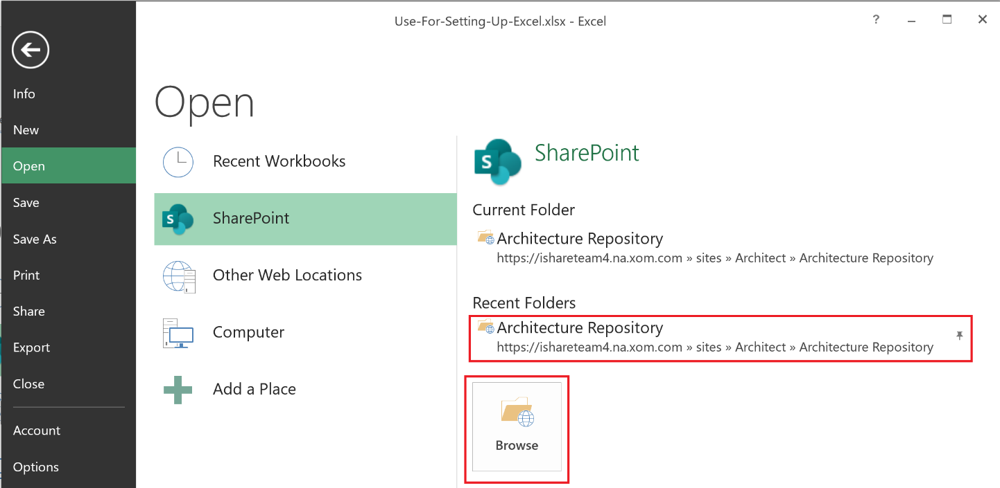 Use-For-Setting-Up-Excel.xlsx - Excel
?
Info
New
Open
Save
Save As
Print
Share
Export
Close
Account
Options
Open
Recent Workbooks
SharePoint
Other Web Locations
Computer
Add a Place
SharePoint
Current Folder
Architecture Repository
https://ishareteam4.na.xom.com » sites » Architect » Architecture Repository
Recent Folders
Architecture Repository
https://ishareteam4.na.xom.com » sites » Architect » Architecture Repository
Browse